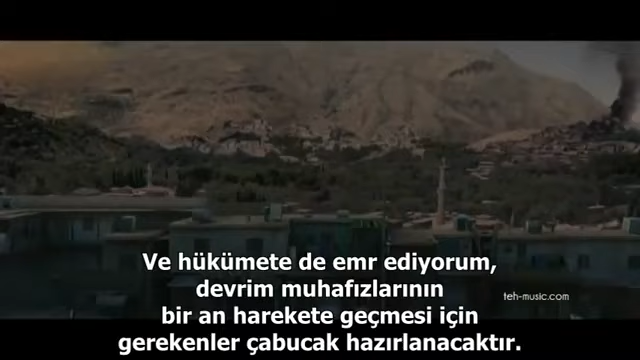 Ve hükümete de emr ediyorum,
devrim muhafızlarının
bir an harekete geçmesi için
gerekenler çabucak hazırlanacaktır.
teh-music.com